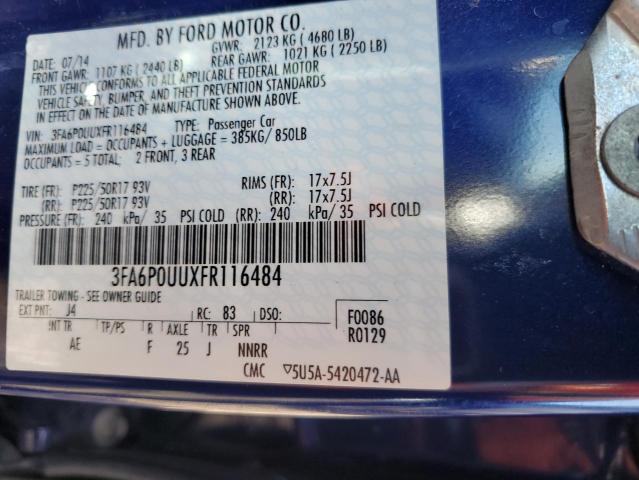 MFD. BY FORD MOTOR CO.
DATE: 07/14 GVWR: 2123 KG ( 4680 LB)
FRONT GAWR: 1107 KG ( 2440 LB) REAR GAWR: 1021 KG ( 2250 LB)
THIS VEHICLE CONFORMS TO ALL APPLICABLE FEDERAL MOTOR
VEHICLE SAFETY, BUMPER, AND THEFT PREVENTION STANDARDS
IN EFFECT ON THE DATE OF MANUFACTURE SHOWN ABOVE.
VIN: 3FA6P0UUXFR116484 TYPE: Passenger Car
MAXIMUM LOAD = OCCUPANTS + LUGGAGE = 385KG/ 850LB
OCCUPANTS = 5 TOTAL: 2 FRONT, 3 REAR
TIRE (FR): P225/50R17 93V RIMS (FR): 17x7.5J
(RR): P225/50R17 93V (RR): 17x7.5J
PRESSURE (FR): 240 kPa/ 35 PSI COLD (RR): 240 kPa/ 35 PSI COLD
3FA6P0UUXFR116484
TRAILER TOWING - SEE OWNER GUIDE
EXT PNT: J4 RC: 83 DSO: F0086
INT TR TP/PS R AXLE TR SPR R0129
AE F 25 J NNRR
CMC ▽5U5A-5420472-AA